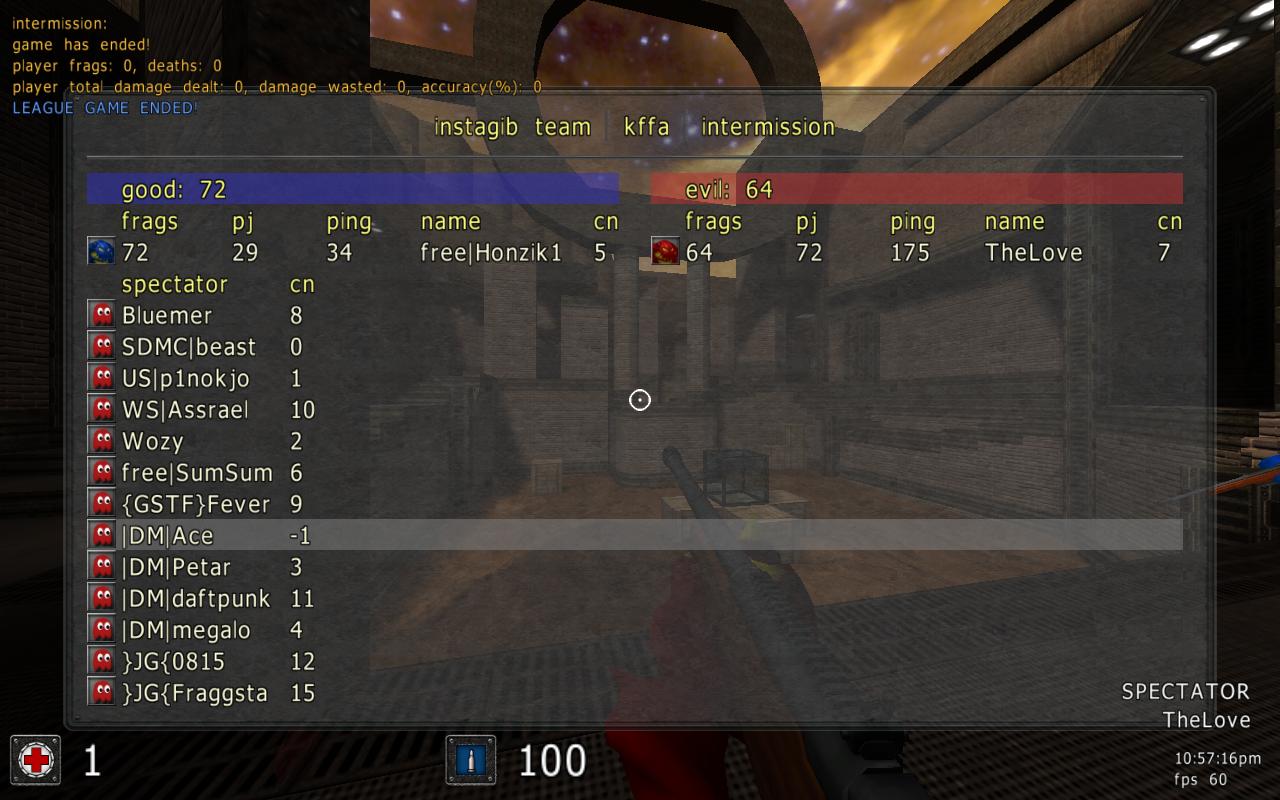 intermission:
game has ended!
player frags: 0, deaths: 0
player total damage dealt: 0, damage wasted: 0, accuracy(%): 0
LEAGUE GAME ENDED!
instagib team kffa intermission
good: 72 evil: 64
frags pj ping name cn frags pj ping name cn
72 29 34 free|Honzik1 5 64 72 175 TheLove 7
spectator cn
Bluemer 8
SDMC|beast 0
US|p1nokjo 1
WS|Assrael 10
Wozy 2
free|SumSum 6
{GSTF}Fever 9
|DM|Ace -1
|DM|Petar 3
|DM|daftpunk 11
|DM|megalo 4
}JG{0815 12
}JG{Fraggsta 15
SPECTATOR
TheLove
1 100
10:57:16pm
fps 60